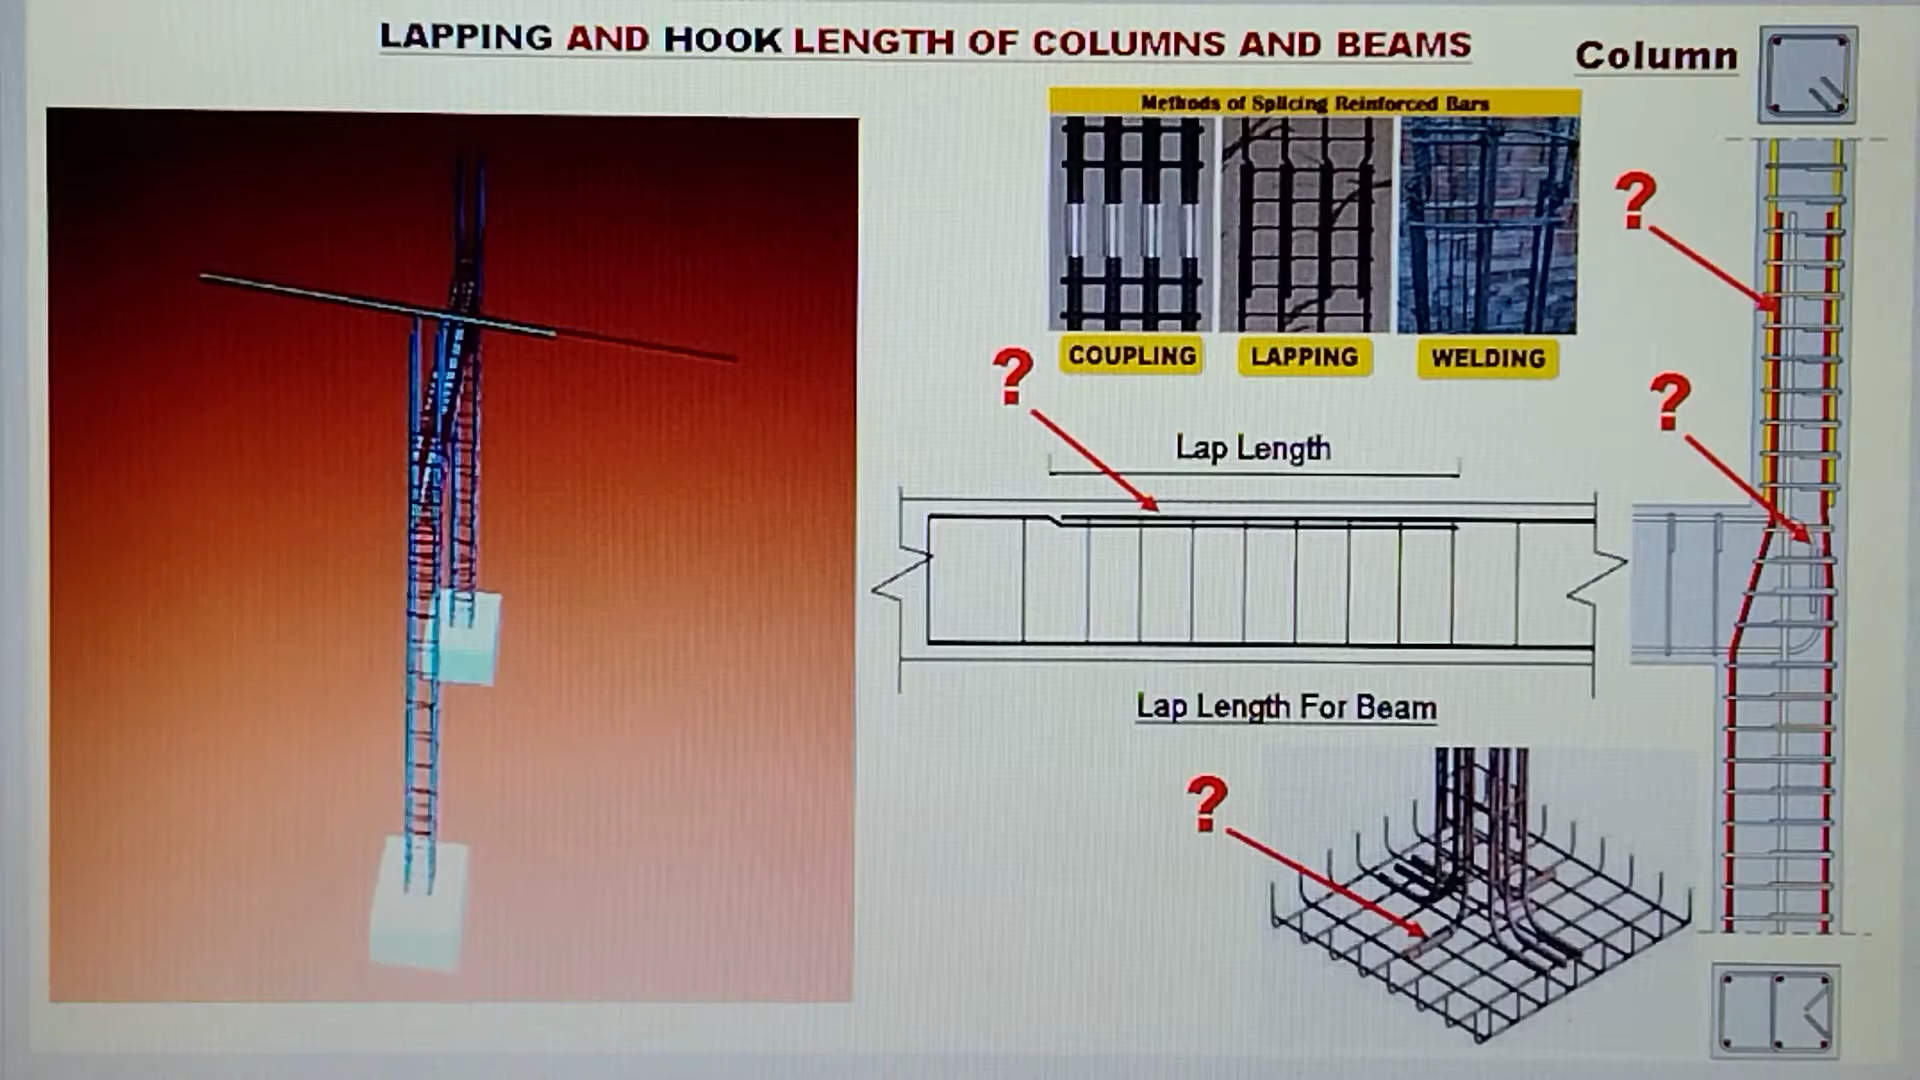 LAPPING AND HOOK LENGTH OF COLUMNS AND BEAMS
Column
Methods of Splicing Reinforced Bars
COUPLING
LAPPING
WELDING
?
?
?
Lap Length
Lap Length For Beam
?